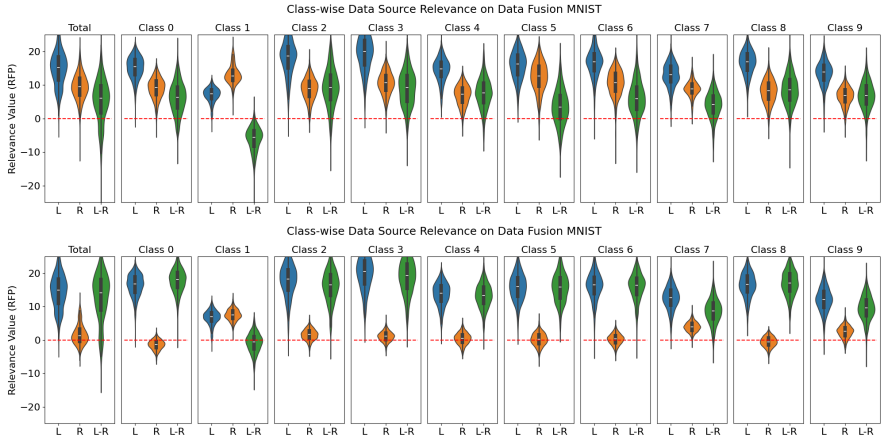 Class-wise Data Source Relevance on Data Fusion MNIST
Total Class 0 Class 1 Class 2 Class 3 Class 4 Class 5 Class 6 Class 7 Class 8 Class 9
Relevance Value (RFP)
20
10
0
−10
−20
L R L-R L R L-R L R L-R L R L-R L R L-R L R L-R L R L-R L R L-R L R L-R L R L-R L R L-R
Class-wise Data Source Relevance on Data Fusion MNIST
Total Class 0 Class 1 Class 2 Class 3 Class 4 Class 5 Class 6 Class 7 Class 8 Class 9
Relevance Value (RFP)
20
10
0
−10
−20
L R L-R L R L-R L R L-R L R L-R L R L-R L R L-R L R L-R L R L-R L R L-R L R L-R L R L-R